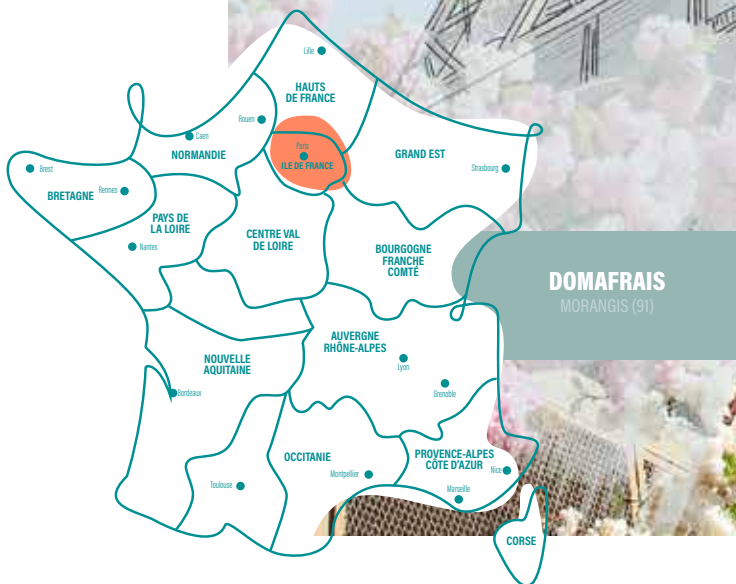 Lille
HAUTS
DE FRANCE
Rouen
Caen
Paris
ILE DE FRANCE
NORMANDIE
GRAND EST
Strasbourg
Brest
BRETAGNE
Rennes
PAYS DE
LA LOIRE
Nantes
CENTRE VAL
DE LOIRE
BOURGOGNE
FRANCHE
COMTÉ
DOMAFRAIS
MORANGIS (91)
AUVERGNE
RHÔNE-ALPES
Lyon
Grenoble
NOUVELLE
AQUITAINE
Bordeaux
OCCITANIE
Toulouse
Montpellier
PROVENCE-ALPES
CÔTE D'AZUR
Nice
Marseille
CORSE